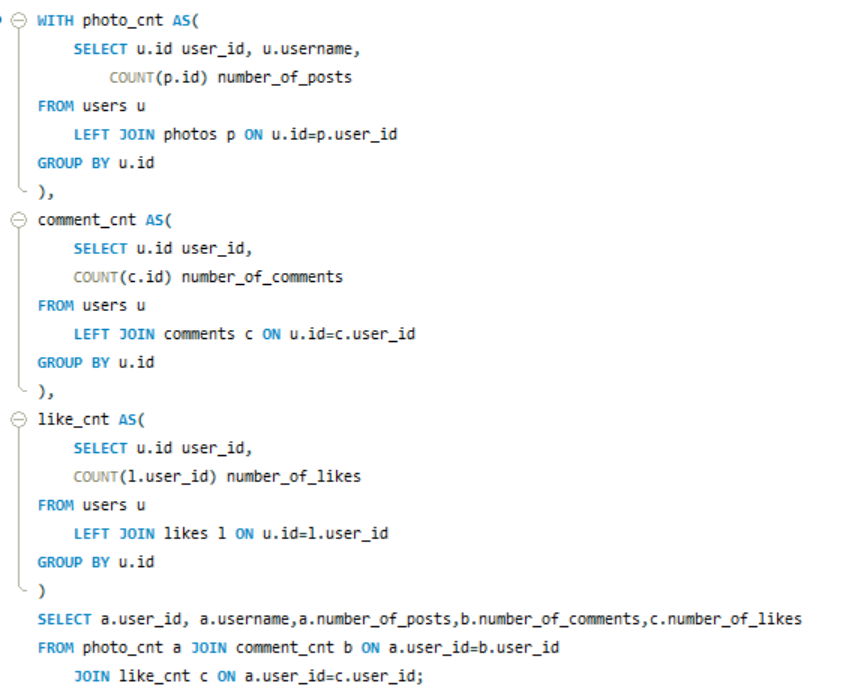 WITH photo_cnt AS(
SELECT u.id user_id, u.username,
COUNT(p.id) number_of_posts
FROM users u
LEFT JOIN photos p ON u.id=p.user_id
GROUP BY u.id
),
comment_cnt AS(
SELECT u.id user_id,
COUNT(c.id) number_of_comments
FROM users u
LEFT JOIN comments c ON u.id=c.user_id
GROUP BY u.id
),
like_cnt AS(
SELECT u.id user_id,
COUNT(l.user_id) number_of_likes
FROM users u
LEFT JOIN likes l ON u.id=l.user_id
GROUP BY u.id
)
SELECT a.user_id, a.username,a.number_of_posts,b.number_of_comments,c.number_of_likes
FROM photo_cnt a JOIN comment_cnt b ON a.user_id=b.user_id
JOIN like_cnt c ON a.user_id=c.user_id;